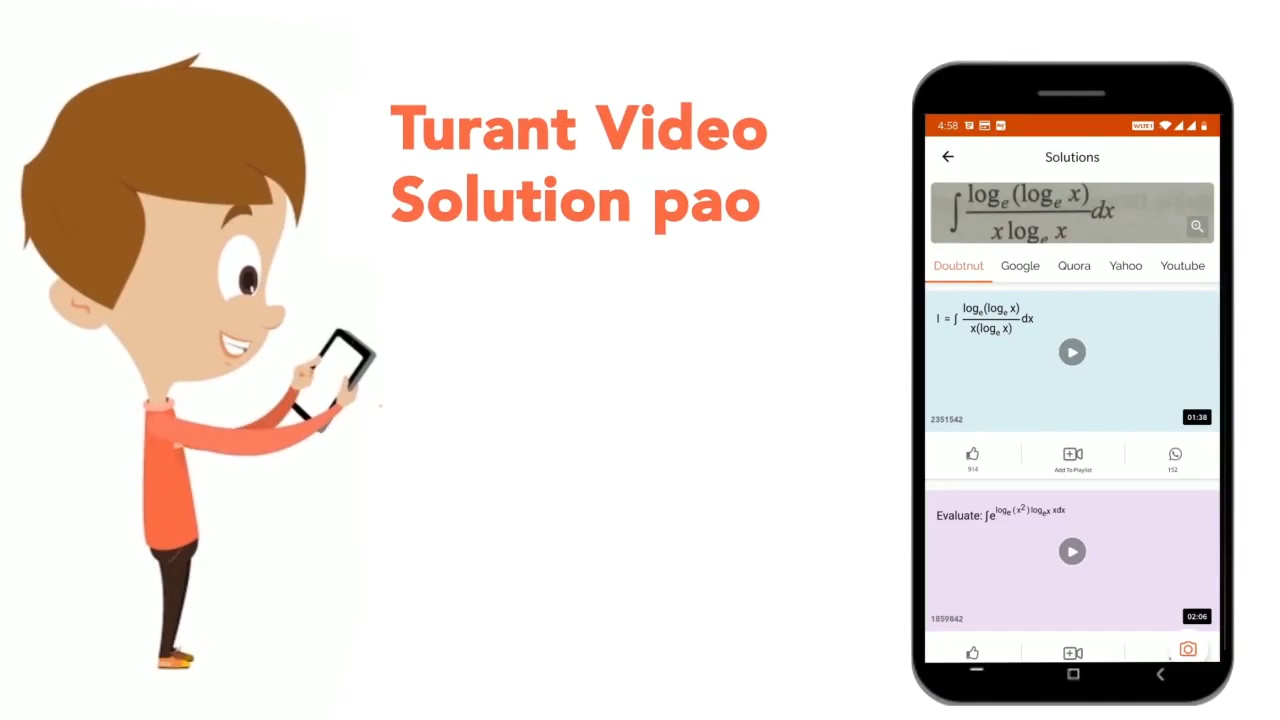 Turant Video
Solution pao
4:58
VoLTE1
Solutions
∫ logₑ(logₑ x) / x logₑ x dx
Doubtnut Google Quora Yahoo Youtube
I = ∫ logₑ(logₑ x) / x(logₑ x) dx
2351542 01:38
914 Add To Playlist 152
Evaluate: ∫e^logₑ(x²)logₑx xdx
1859842 02:06